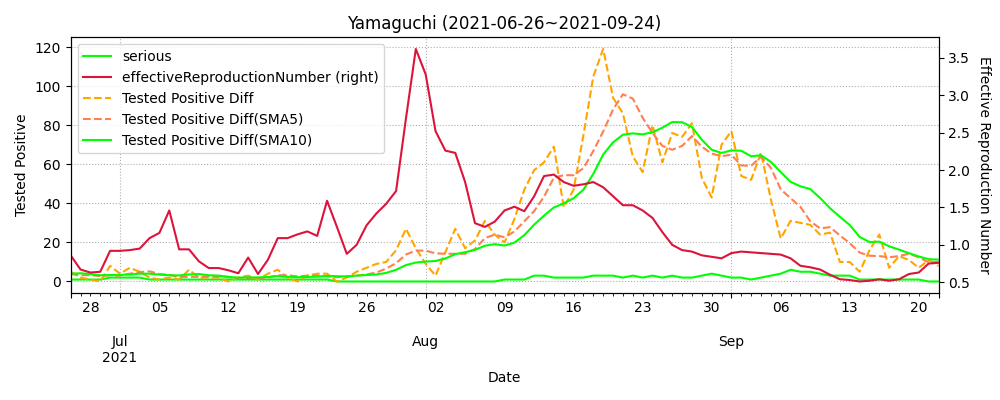 Yamaguchi (2021-06-26~2021-09-24)
serious
effectiveReproductionNumber (right)
Tested Positive Diff
Tested Positive Diff(SMA5)
Tested Positive Diff(SMA10)
120
100
80
60
40
20
0
Tested Positive
3.5
3.0
2.5
2.0
1.5
1.0
0.5
Effective Reproduction Number
28 05 12 19 26 02 09 16 23 30 06 13 20
Jul Aug Sep
2021
Date